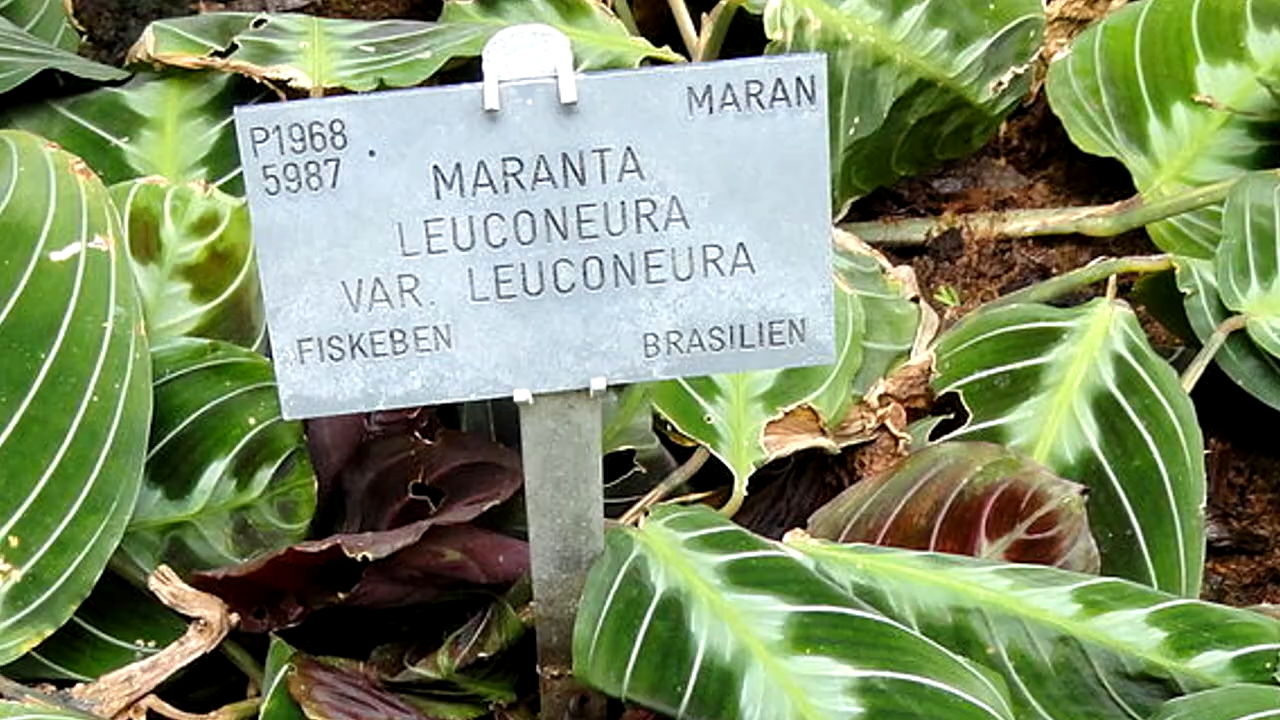 P1968
5987
MARAN
MARANTA
LEUCONEURA
VAR. LEUCONEURA
FISKEBEN
BRASILIEN